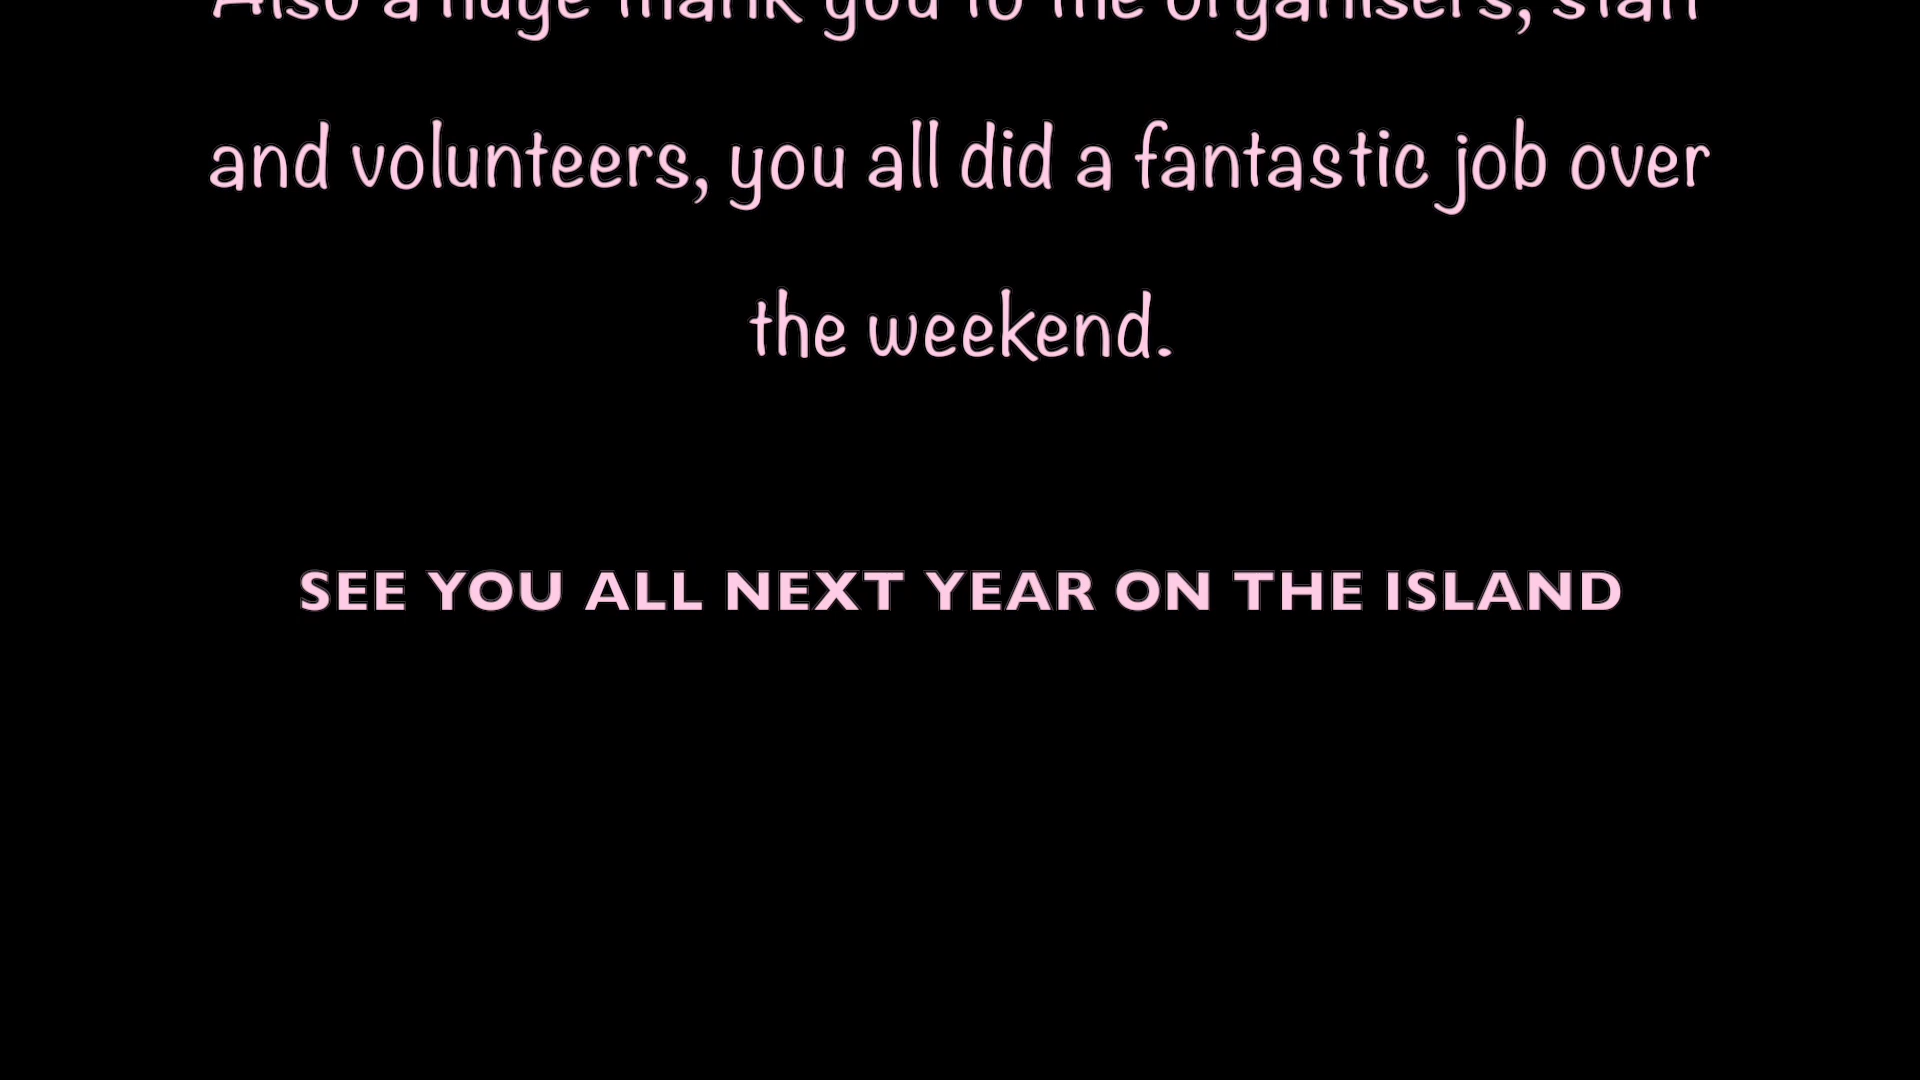 Also a huge thank you to the organisers, staff
and volunteers, you all did a fantastic job over
the weekend.
SEE YOU ALL NEXT YEAR ON THE ISLAND